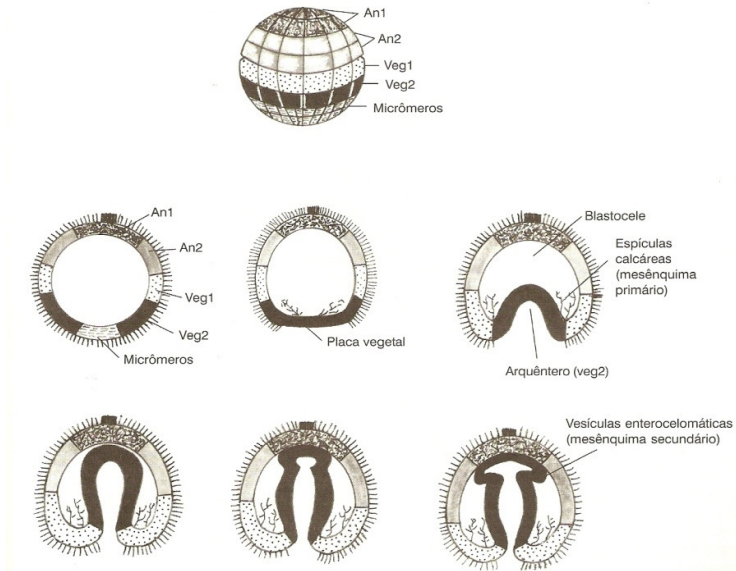 An1
An2
Veg1
Veg2
Micrômeros
An1
An2
Veg1
Veg2
Micrômeros
Placa vegetal
Blastocele
Espículas
calcáreas
(mesênquima
primário)
Arquêntero (veg2)
Vesículas enterocelomáticas
(mesênquima secundário)